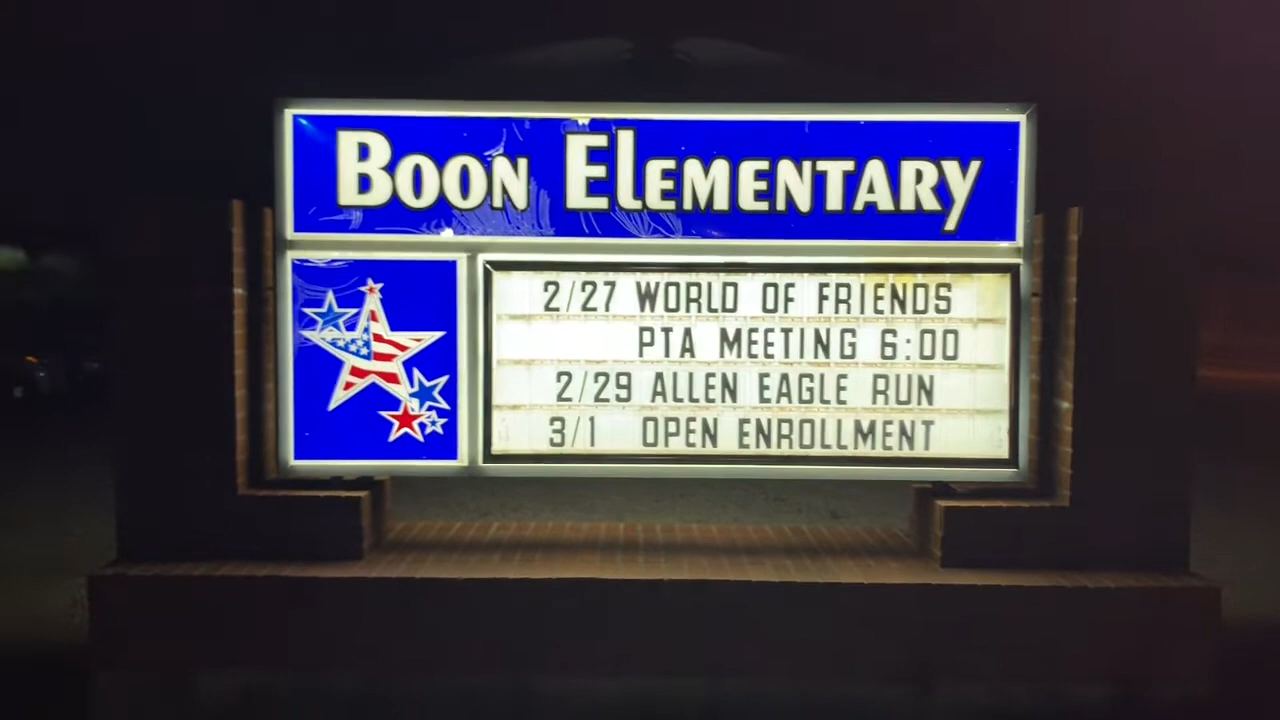 BOON ELEMENTARY
2/27 WORLD OF FRIENDS
PTA MEETING 6:00
2/29 ALLEN EAGLE RUN
3/1 OPEN ENROLLMENT